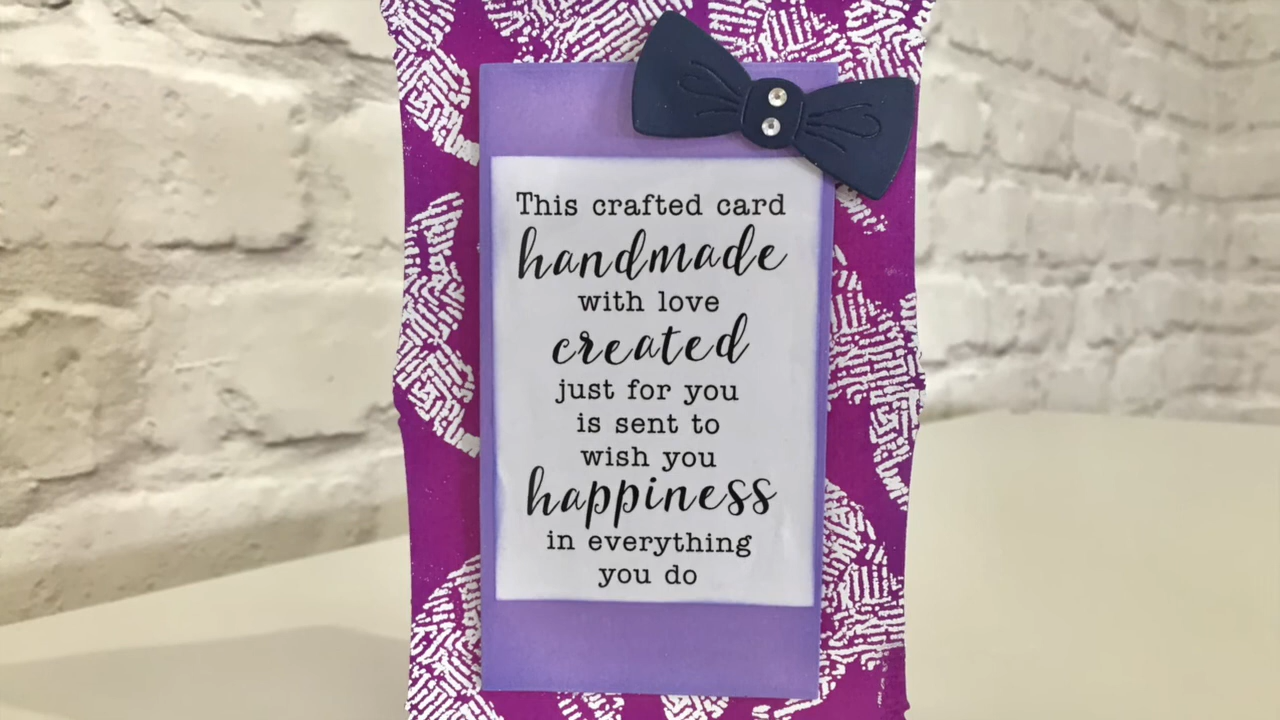 This crafted card
handmade
with love
created
just for you
is sent to
wish you
happiness
in everything
you do